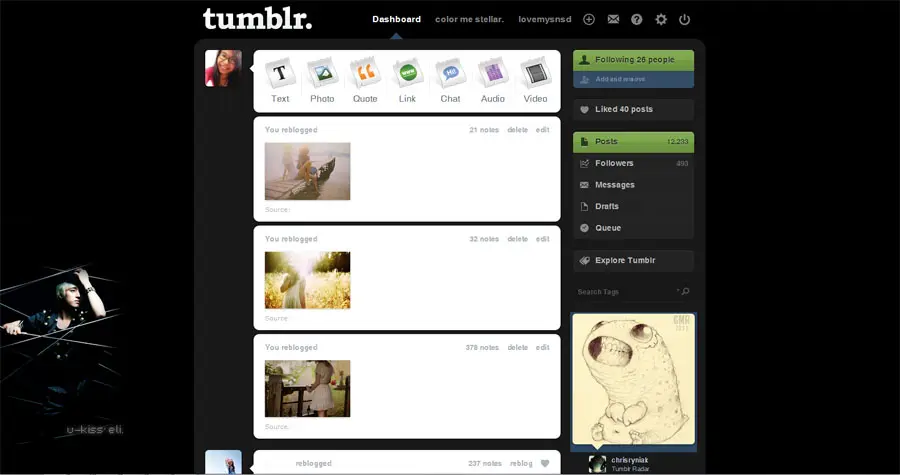 tumblr.
Dashboard color me stellar. lovemysnsd
Text Photo Quote Link Chat Audio Video
You reblogged 21 notes delete edit
Source:
You reblogged 32 notes delete edit
Source:
You reblogged 378 notes delete edit
Source:
reblogged 237 notes reblog
Following 26 people
Add and remove
Liked 40 posts
Posts 12,233
Followers 493
Messages
Drafts
Queue
Explore Tumblr
Search Tags
GMR
2011
chrisryniak
Tumblr Radar
u-kiss eli.